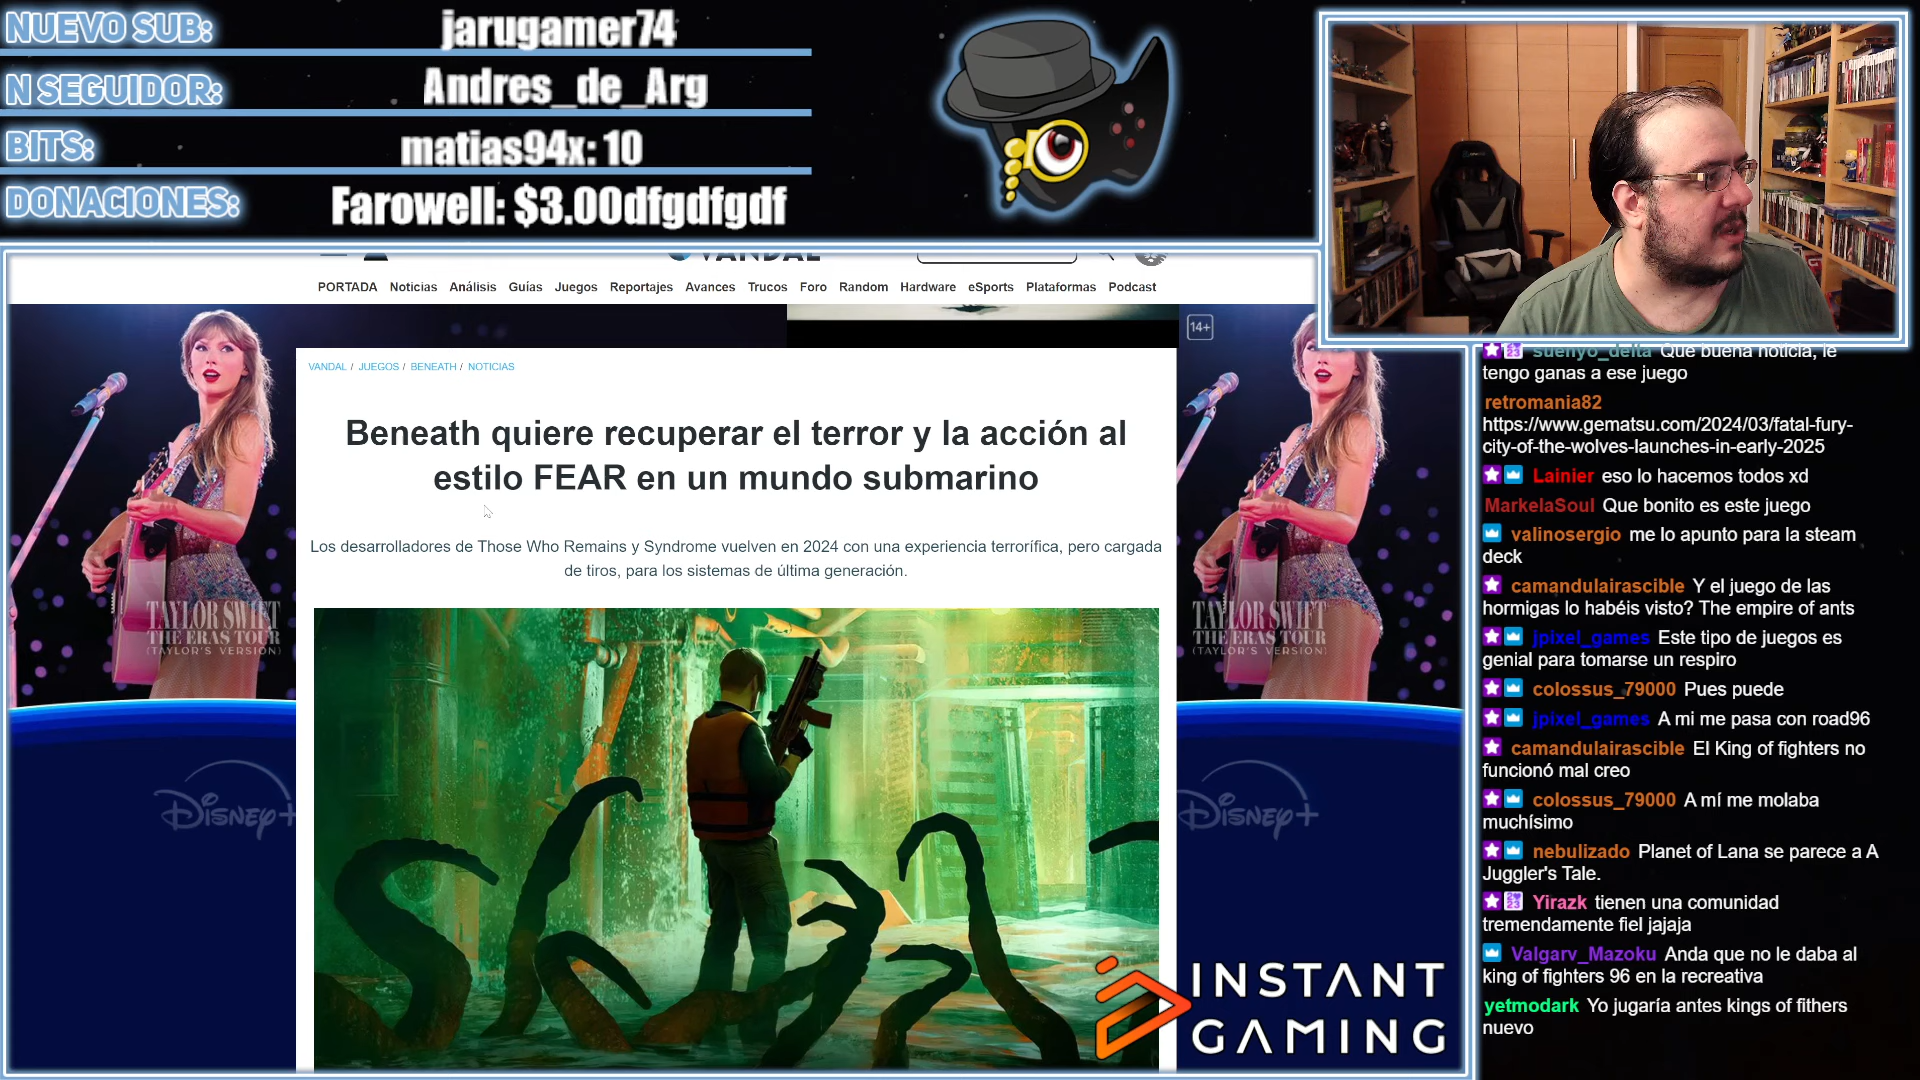 NUEVO SUB:
jarugamer74
N SEGUIDOR:
Andres_de_Arg
BITS:
matias94x: 10
DONACIONES:
Farowell: $3.00dfgdfgdf
VANDAL
PORTADA Noticias Análisis Guías Juegos Reportajes Avances Trucos Foro Random Hardware eSports Plataformas Podcast
14+
VANDAL / JUEGOS / BENEATH / NOTICIAS
Beneath quiere recuperar el terror y la acción al
estilo FEAR en un mundo submarino
Los desarrolladores de Those Who Remains y Syndrome vuelven en 2024 con una experiencia terrorífica, pero cargada
de tiros, para los sistemas de última generación.
TAYLOR SWIFT
THE ERAS TOUR
(TAYLOR'S VERSION)
Disney+
TAYLOR SWIFT
THE ERAS TOUR
(TAYLOR'S VERSION)
Disney+
INSTANT
GAMING
suenyo_delta Que buena noticia, le
tengo ganas a ese juego
retromania82
https://www.gematsu.com/2024/03/fatal-fury-
city-of-the-wolves-launches-in-early-2025
Lainier eso lo hacemos todos xd
MarkelaSoul Que bonito es este juego
valinosergio me lo apunto para la steam
deck
camandulairascible Y el juego de las
hormigas lo habéis visto? The empire of ants
jpixel_games Este tipo de juegos es
genial para tomarse un respiro
colossus_79000 Pues puede
jpixel_games A mi me pasa con road96
camandulairascible El King of fighters no
funcionó mal creo
colossus_79000 A mí me molaba
muchísimo
nebulizado Planet of Lana se parece a A
Juggler's Tale.
Yirazk tienen una comunidad
tremendamente fiel jajaja
Valgarv_Mazoku Anda que no le daba al
king of fighters 96 en la recreativa
yetmodark Yo jugaría antes kings of fithers
nuevo